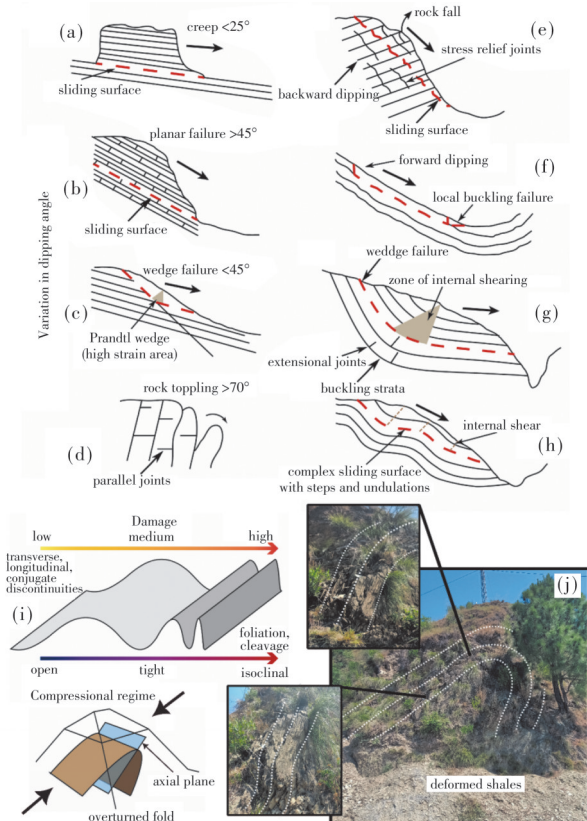 Variation in dipping angle
(a)
creep <25°
sliding surface
planar failure >45°
(b)
sliding surface
wedge failure <45°
(c)
Prandtl wedge
(high strain area)
rock toppling >70°
(d)
parallel joints
(e)
rock fall
stress relief joints
backward dipping
sliding surface
(f)
forward dipping
local buckling failure
weddge failure
zone of internal shearing
(g)
extensional joints
buckling strata
internal shear
(h)
complex sliding surface
with steps and undulations
Damage
low
medium
high
transverse,
longitudinal,
conjugate
discontinuities
(i)
foliation,
cleavage
open
tight
isoclinal
Compressional regime
axial plane
overturned fold
(j)
deformed shales